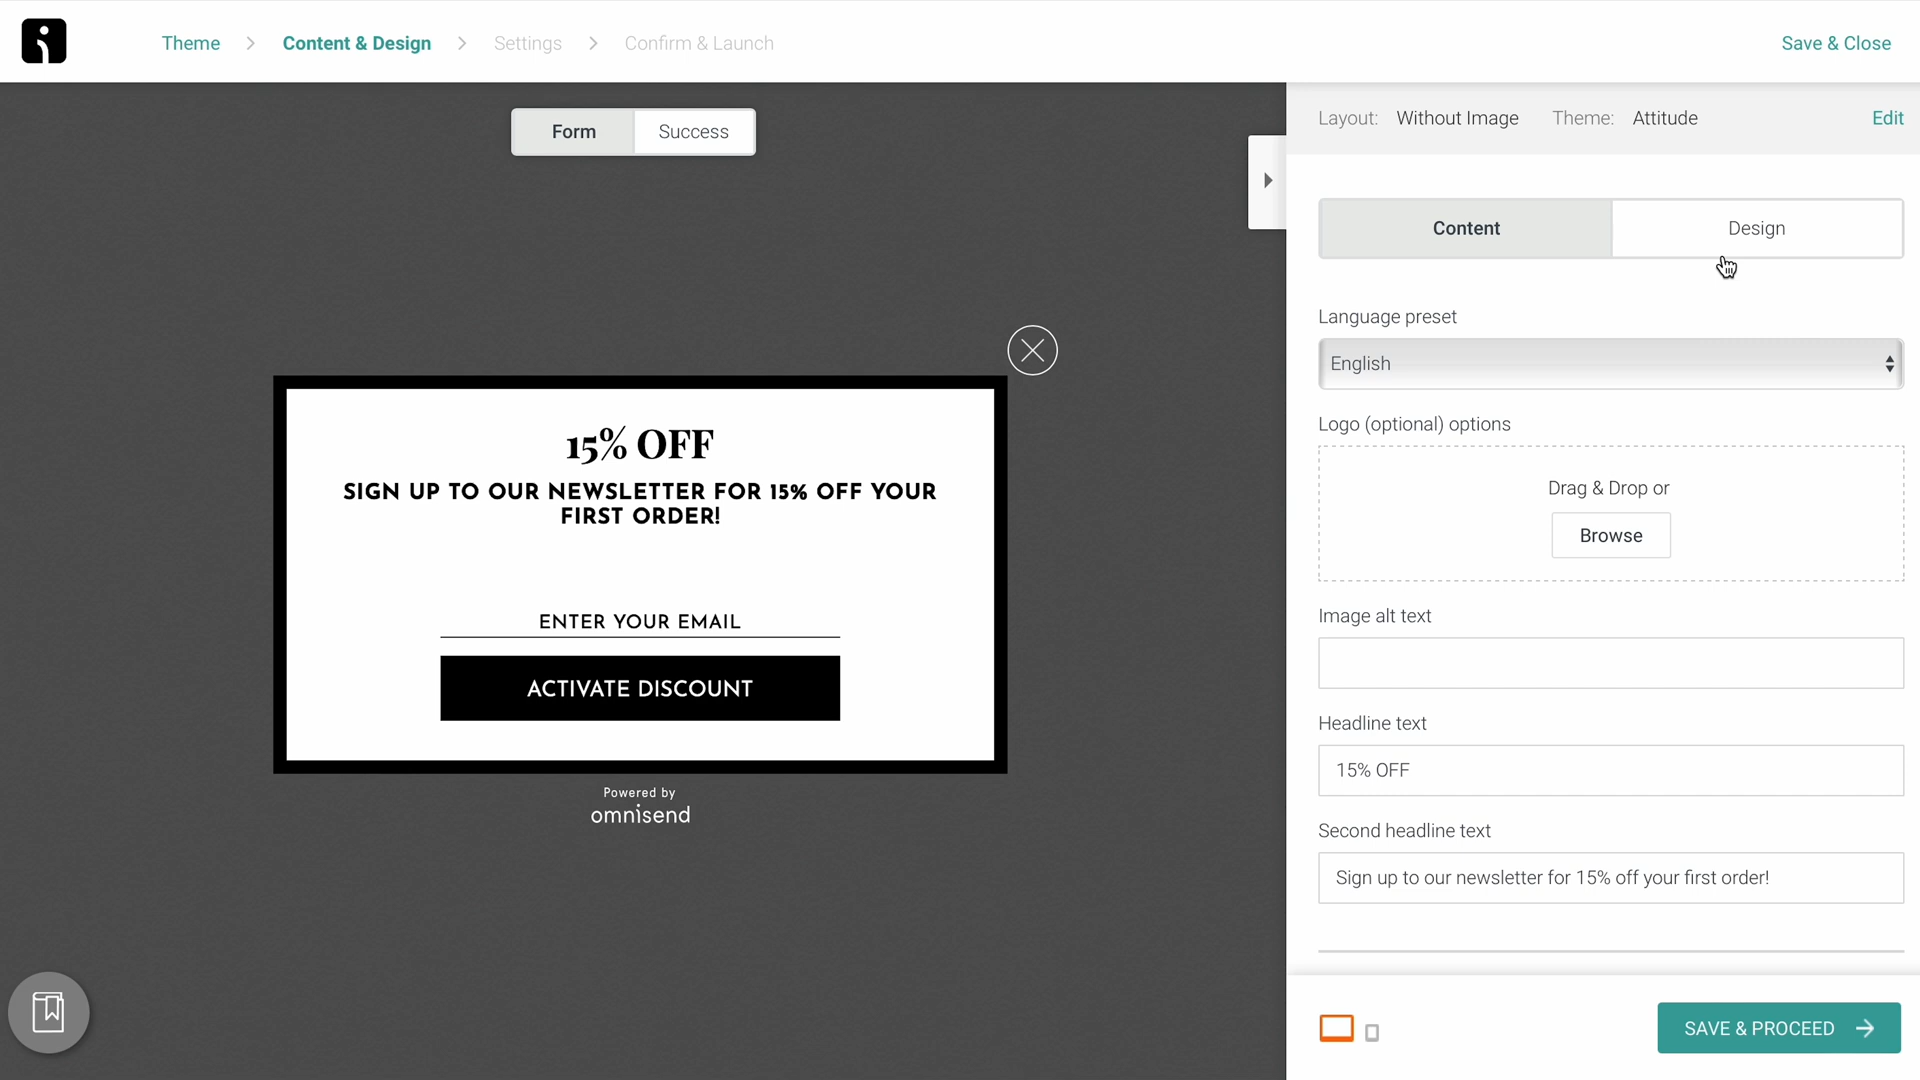 Theme
Content & Design
Settings
Confirm & Launch
Save & Close
Form
Success
Layout: Without Image Theme: Attitude
Edit
Content
Design
Language preset
English
Logo (optional) options
Drag & Drop or
Browse
Image alt text
Headline text
15% OFF
Second headline text
Sign up to our newsletter for 15% off your first order!
SAVE & PROCEED
15% OFF
SIGN UP TO OUR NEWSLETTER FOR 15% OFF YOUR
FIRST ORDER!
ENTER YOUR EMAIL
ACTIVATE DISCOUNT
Powered by
omnisend